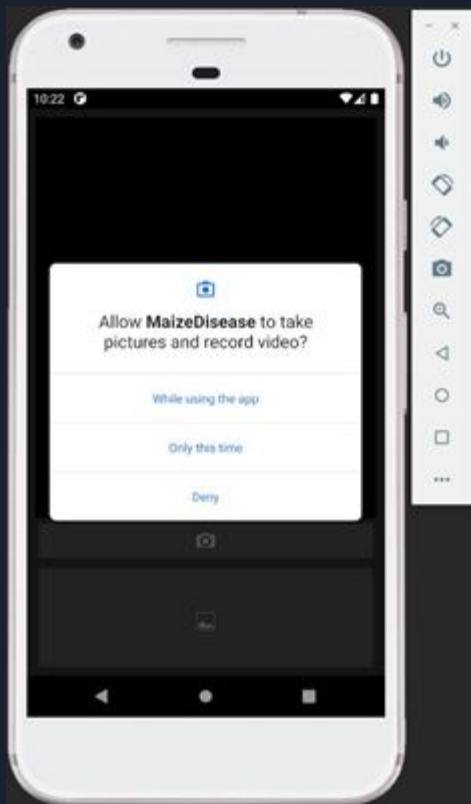 10:22
Allow MaizeDisease to take
pictures and record video?
While using the app
Only this time
Deny